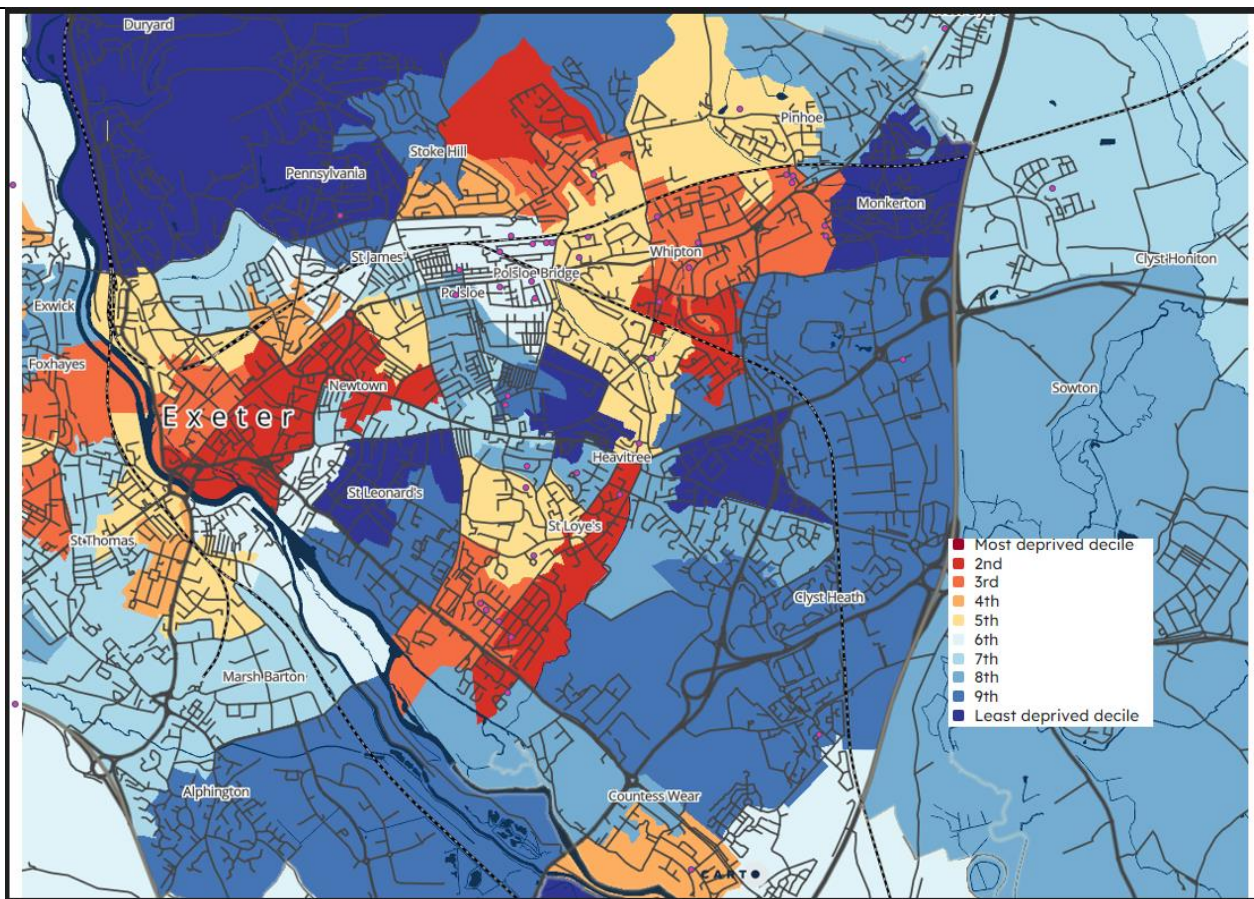 Duryard
Pinhoe
Stoke Hill
Pennsylvania
Monkerton
St James
Whipton
Clyst Honiton
Polsloe Bridge
Polsloe
Exwick
Foxhayes
Newtown
Sowton
Exeter
Heavitree
St Leonard's
St Loye's
St Thomas
Clyst Heath
Marsh Barton
Alphington
Countess Wear
CARTO
Most deprived decile
2nd
3rd
4th
5th
6th
7th
8th
9th
Least deprived decile